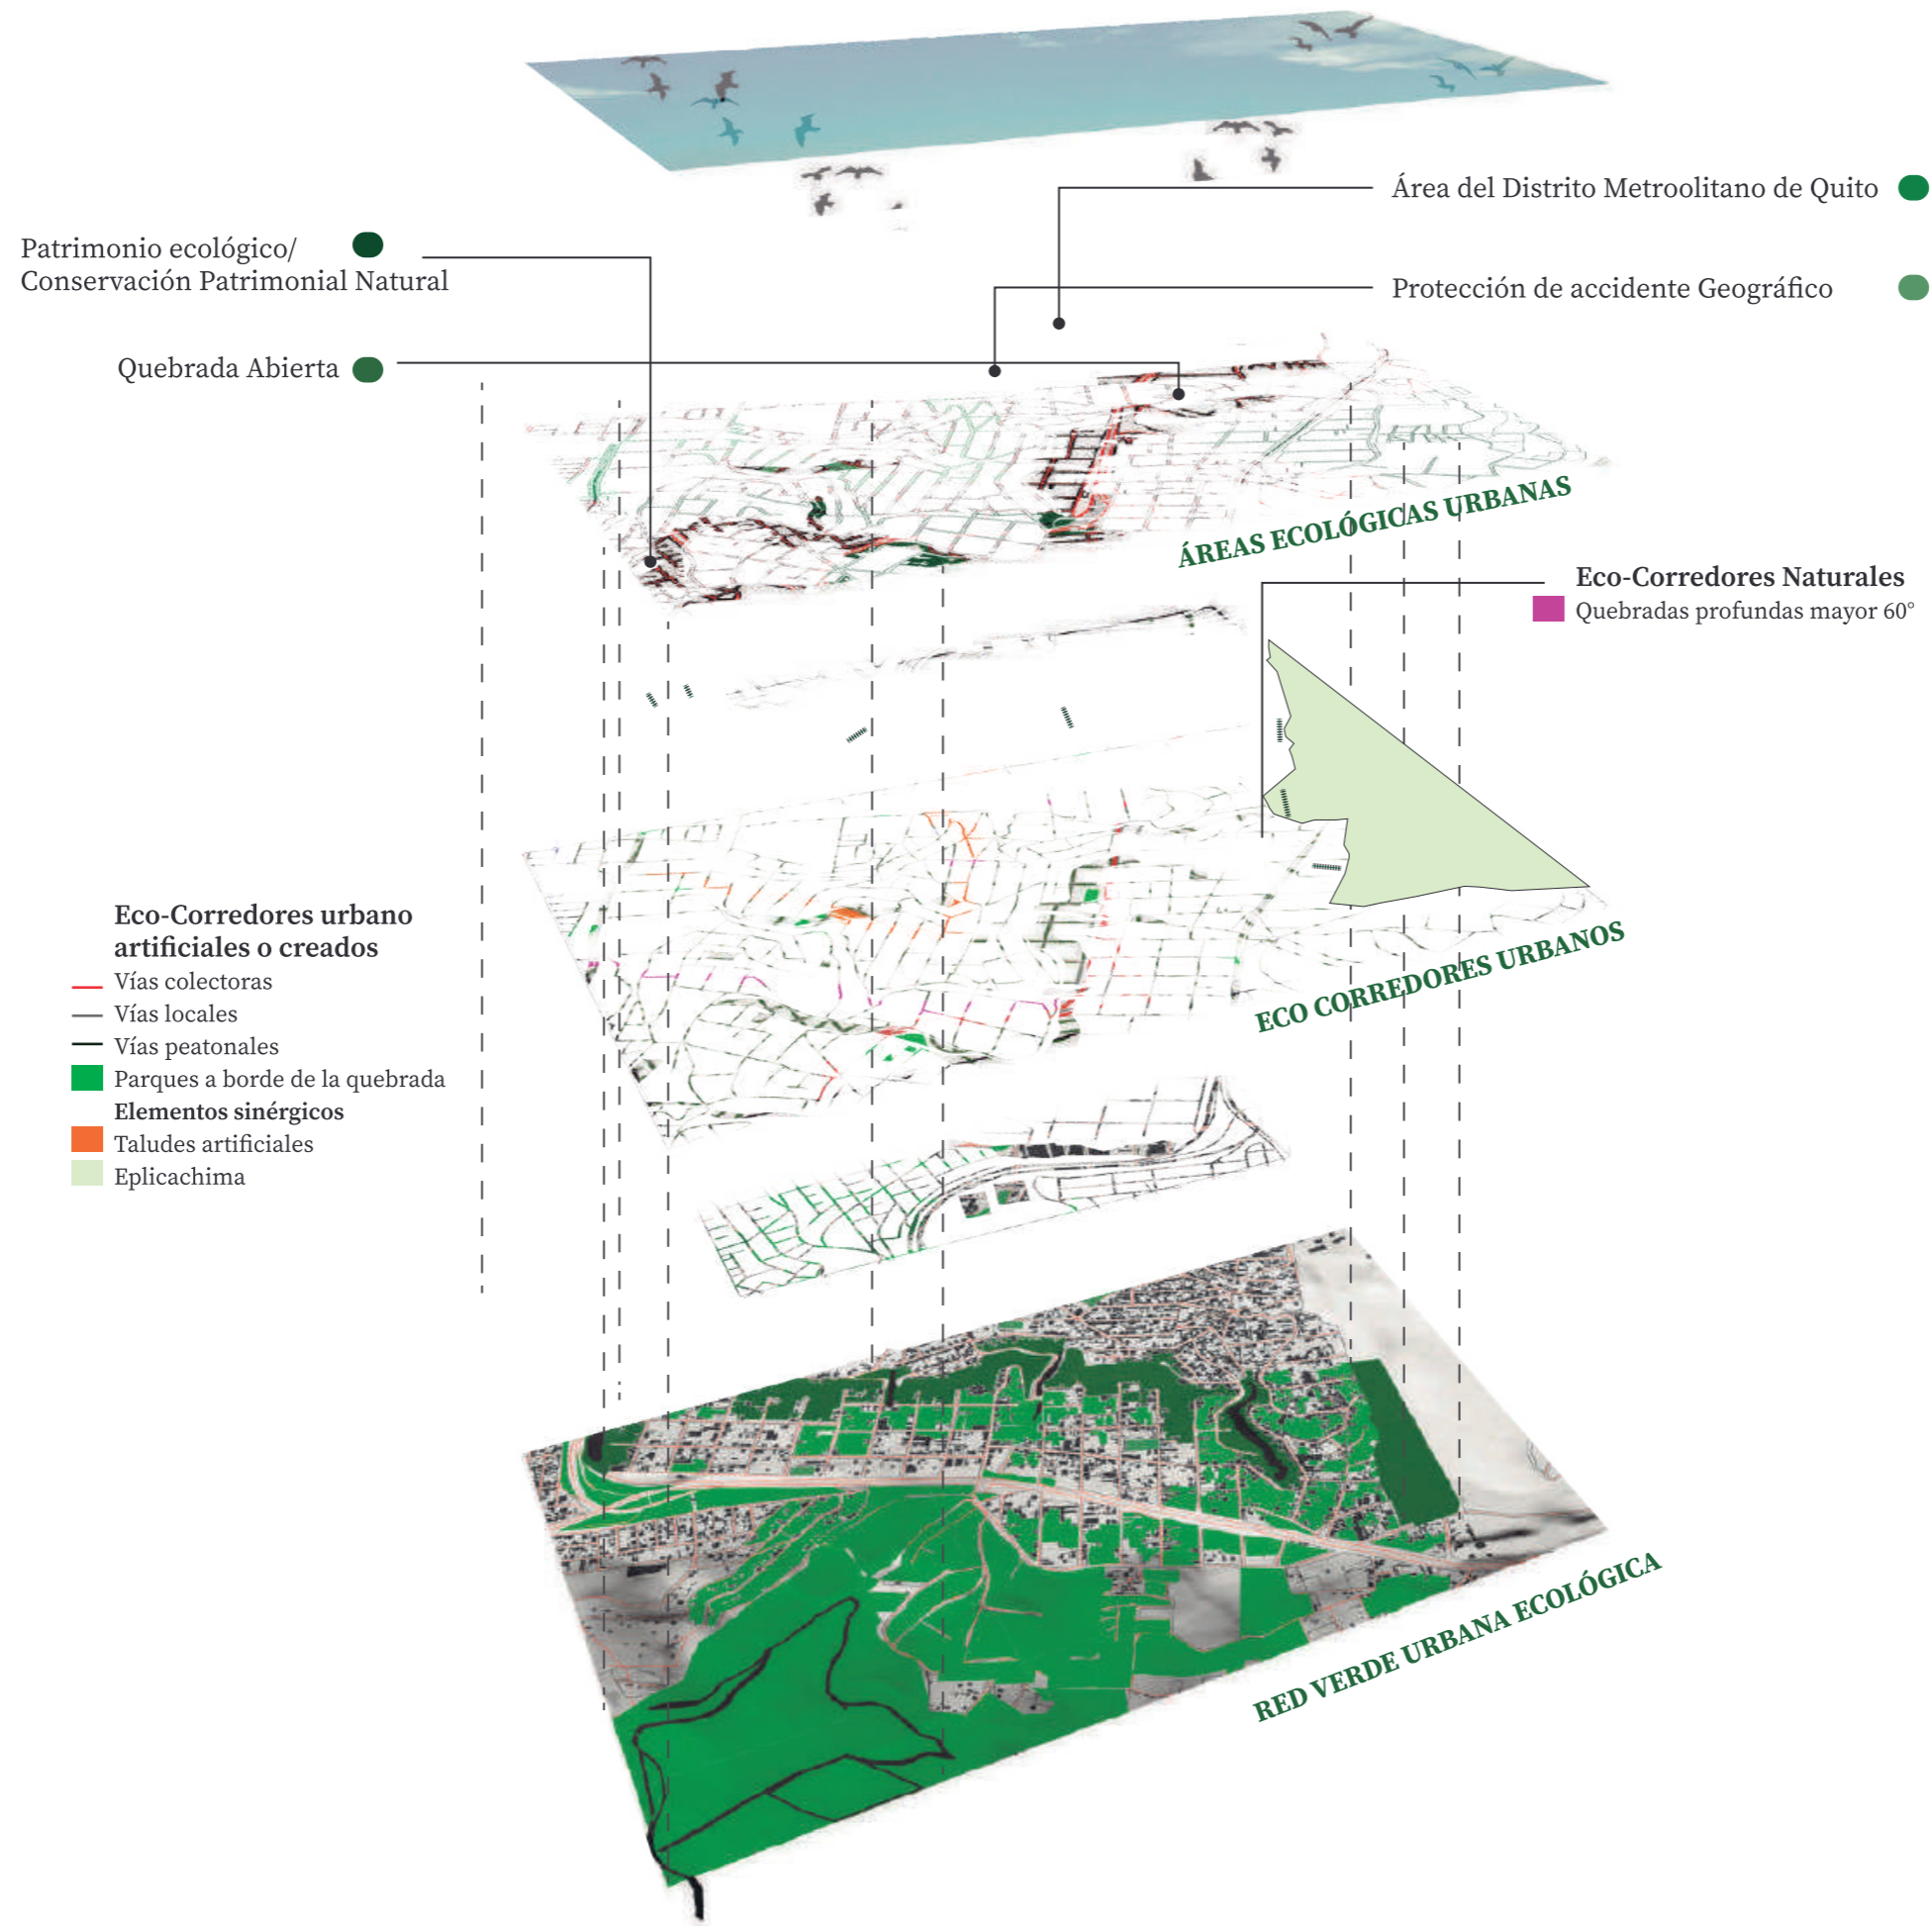 Área del Distrito Metroolitano de Quito
Patrimonio ecológico/
Conservación Patrimonial Natural
Protección de accidente Geográfico
Quebrada Abierta
ÁREAS ECOLÓGICAS URBANAS
Eco-Corredores Naturales
Quebradas profundas mayor 60°
Eco-Corredores urbano
artificiales o creados
Vías colectoras
Vías locales
Vías peatonales
Parques a borde de la quebrada
Elementos sinérgicos
Taludes artificiales
Eplicachima
ECO CORREDORES URBANOS
RED VERDE URBANA ECOLÓGICA